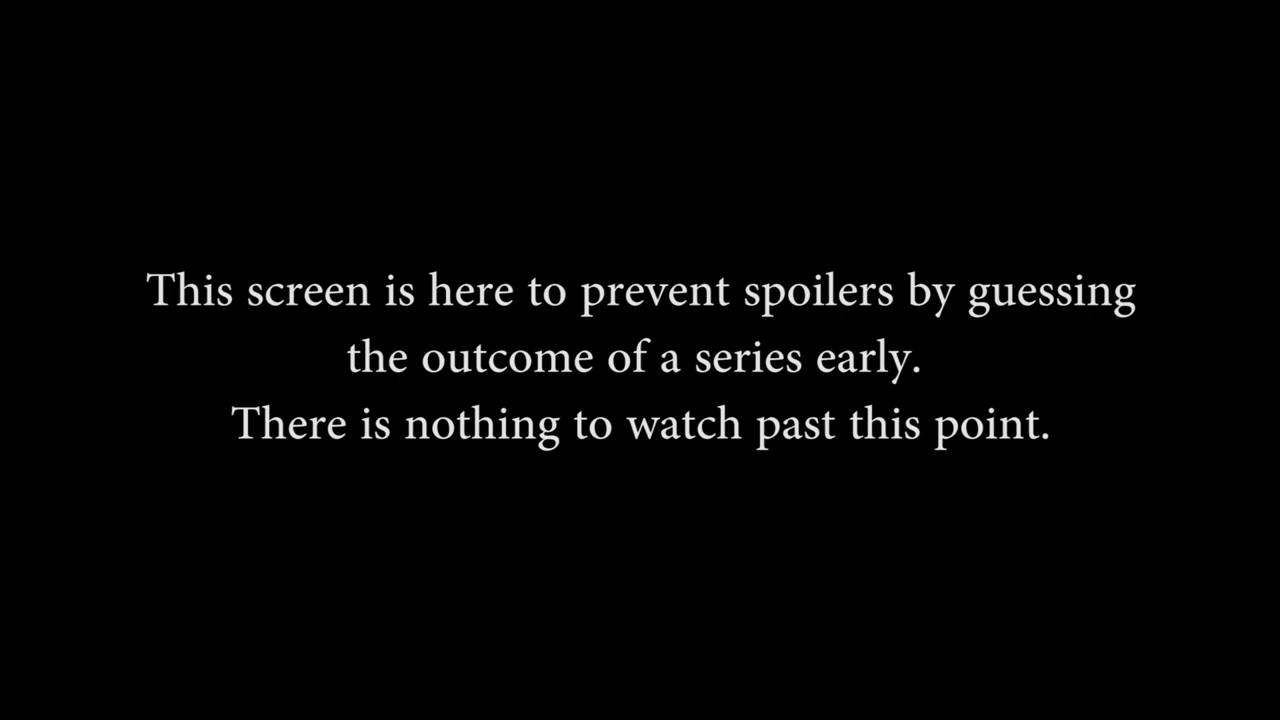 This screen is here to prevent spoilers by guessing
the outcome of a series early.
There is nothing to watch past this point.